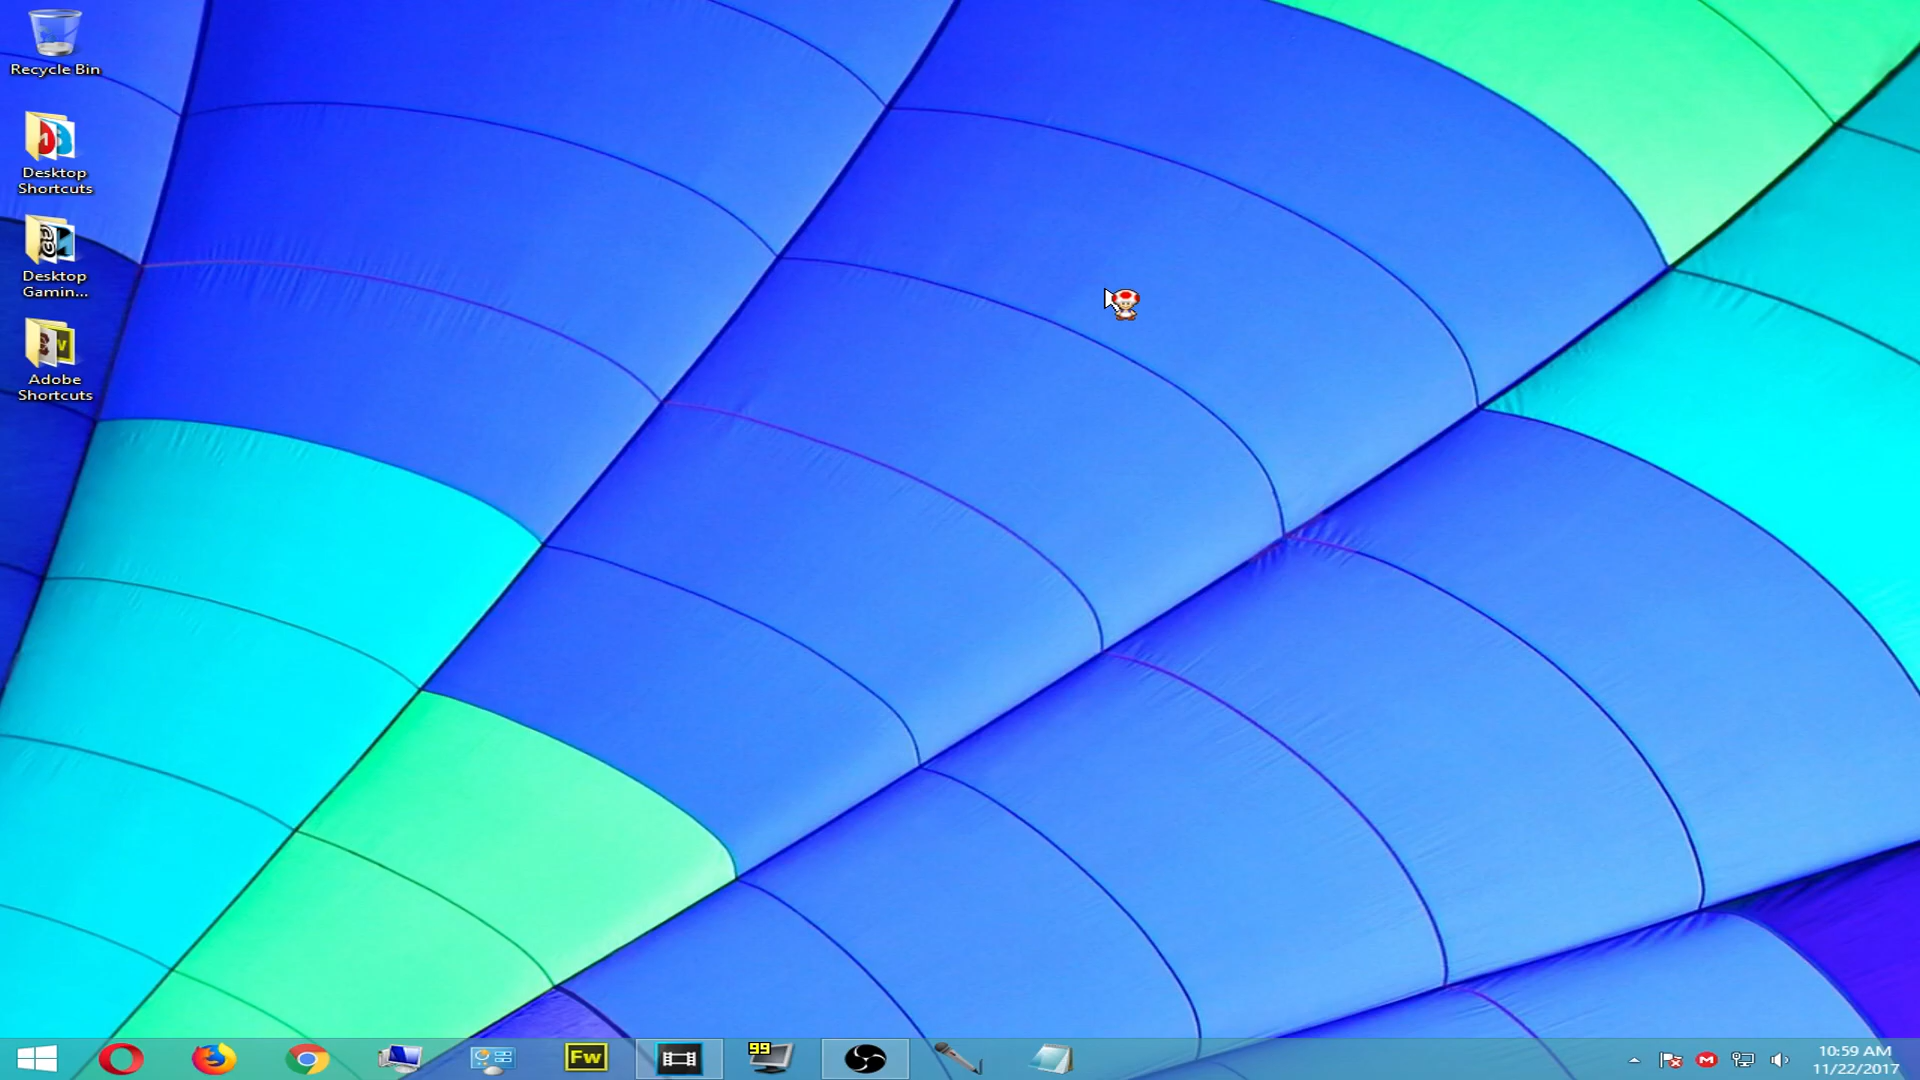 Recycle Bin
Desktop
Shortcuts
Desktop
Gamin...
Adobe
Shortcuts
Fw
99
10:59 AM
11/22/2017